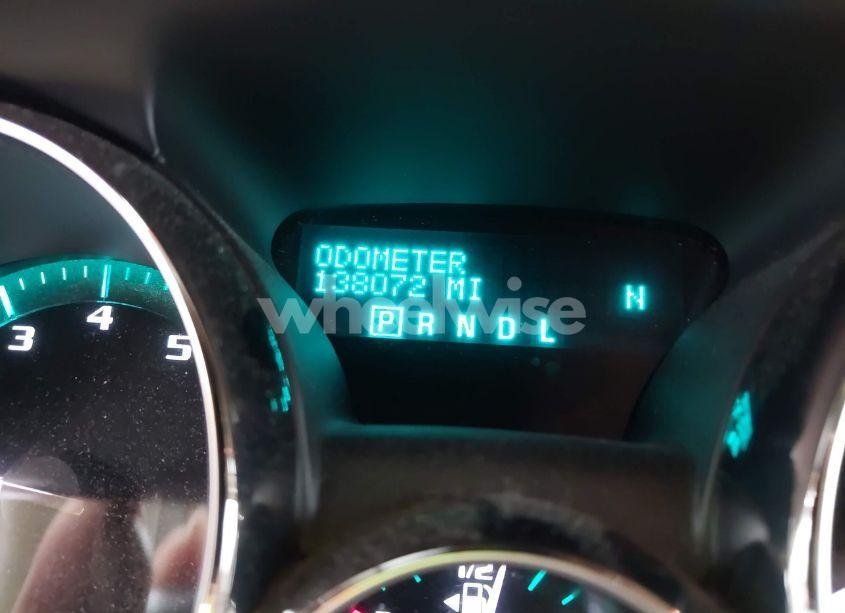 ODOMETER
138072 MI
N
P R N D L
3 4 5
1/2
wheelwise